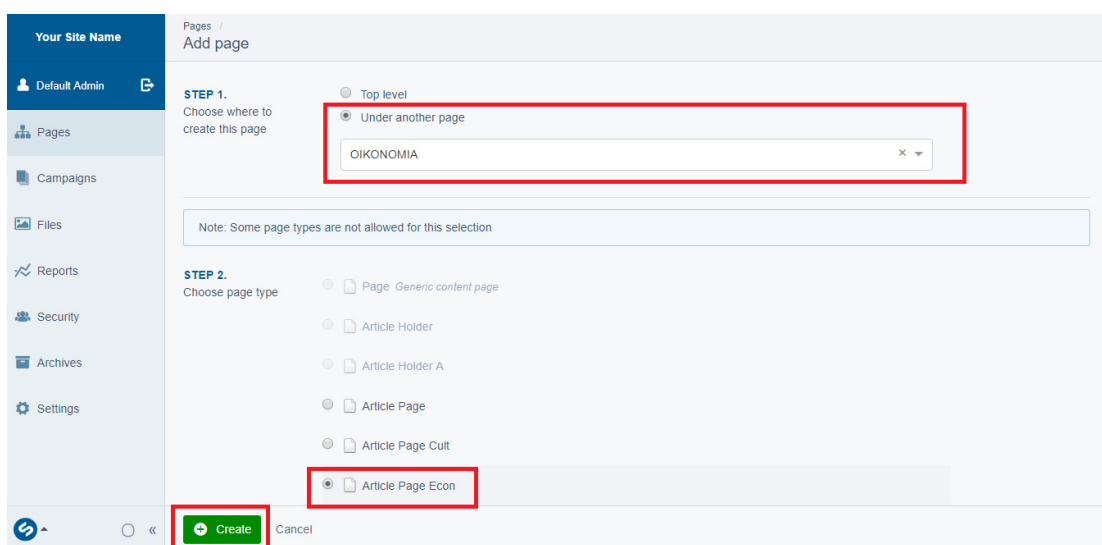 Your Site Name
Pages /
Add page
Default Admin
Pages
Campaigns
Files
Reports
Security
Archives
Settings
STEP 1.
Choose where to
create this page
Top level
Under another page
OIKONOMIA
Note: Some page types are not allowed for this selection
STEP 2.
Choose page type
Page Generic content page
Article Holder
Article Holder A
Article Page
Article Page Cult
Article Page Econ
Create Cancel